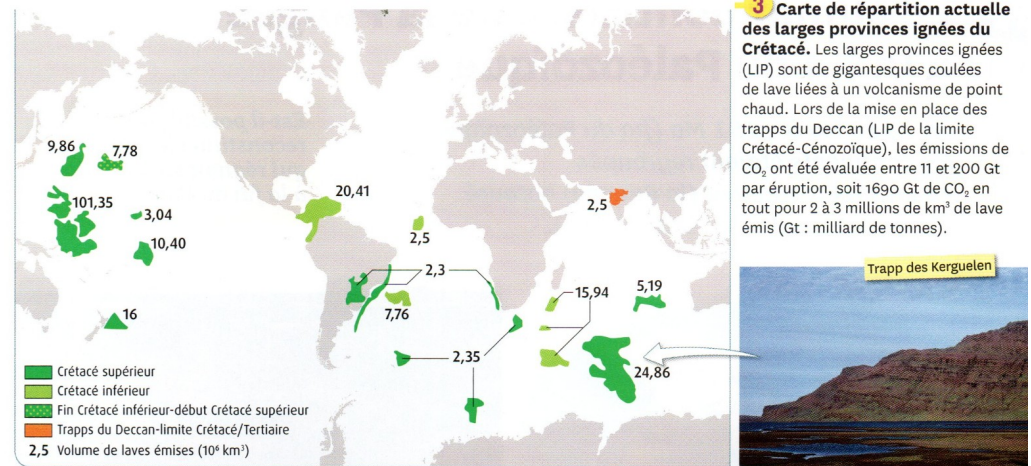 3 Carte de répartition actuelle
des larges provinces ignées du
Crétacé. Les larges provinces ignées
(LIP) sont de gigantesques coulées
de lave liées à un volcanisme de point
chaud. Lors de la mise en place des
trapps du Deccan (LIP de la limite
Crétacé-Cénozoïque), les émissions de
CO₂ ont été évaluée entre 11 et 200 Gt
par éruption, soit 1690 Gt de CO₂ en
tout pour 2 à 3 millions de km³ de lave
émis (Gt : milliard de tonnes).
9,86
7,78
101,35
3,04
10,40
16
20,41
2,5
2,5
2,3
7,76
15,94
5,19
2,35
24,86
Trapp des Kerguelen
Crétacé supérieur
Crétacé inférieur
Fin Crétacé inférieur-début Crétacé supérieur
Trapps du Deccan-limite Crétacé/Tertiaire
2,5 Volume de laves émises (10⁶ km³)